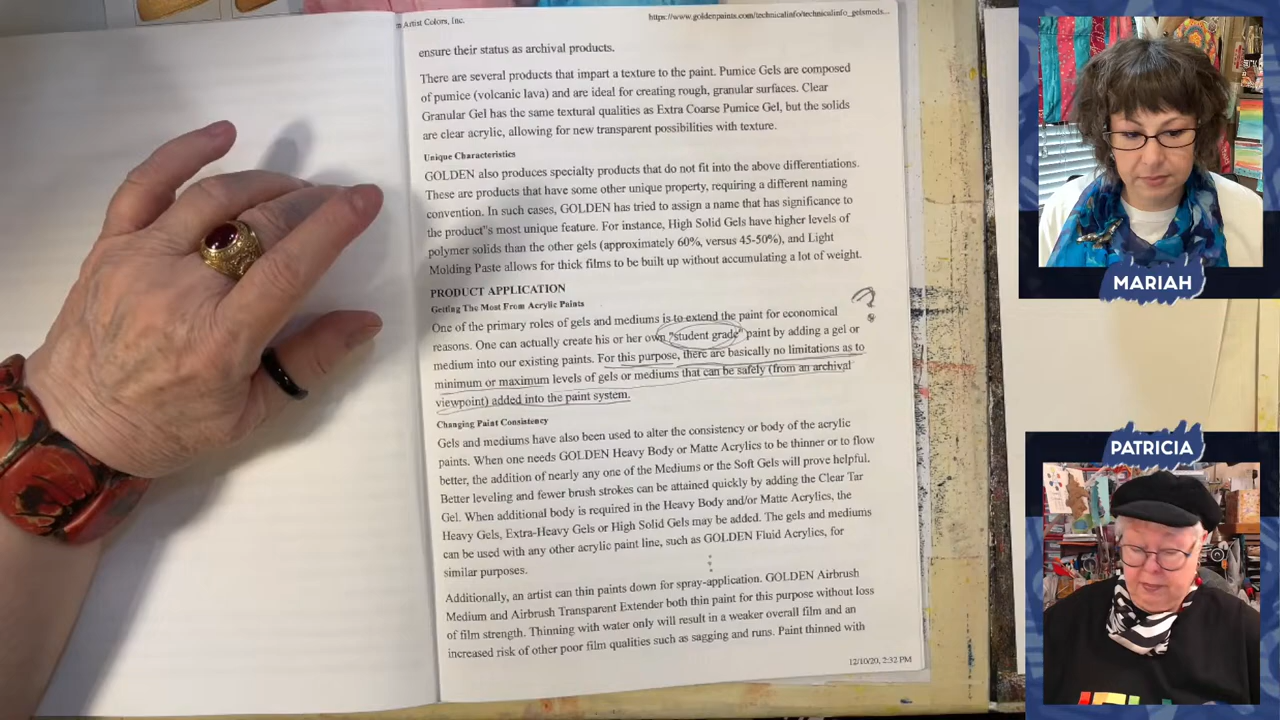 n Artist Colors, Inc.
https://www.goldenpaints.com/technicalinfo/technicalinfo_gelsmeds...
ensure their status as archival products.
There are several products that impart a texture to the paint. Pumice Gels are composed
of pumice (volcanic lava) and are ideal for creating rough, granular surfaces. Clear
Granular Gel has the same textural qualities as Extra Coarse Pumice Gel, but the solids
are clear acrylic, allowing for new transparent possibilities with texture.
Unique Characteristics
GOLDEN also produces specialty products that do not fit into the above differentiations.
These are products that have some other unique property, requiring a different naming
convention. In such cases, GOLDEN has tried to assign a name that has significance to
the product"s most unique feature. For instance, High Solid Gels have higher levels of
polymer solids than the other gels (approximately 60%, versus 45-50%), and Light
Molding Paste allows for thick films to be built up without accumulating a lot of weight.
PRODUCT APPLICATION
Getting The Most From Acrylic Paints
One of the primary roles of gels and mediums is to extend the paint for economical
reasons. One can actually create his or her own "student grade" paint by adding a gel or
medium into our existing paints. For this purpose, there are basically no limitations as to
minimum or maximum levels of gels or mediums that can be safely (from an archival
viewpoint) added into the paint system.
?
Changing Paint Consistency
Gels and mediums have also been used to alter the consistency or body of the acrylic
paints. When one needs GOLDEN Heavy Body or Matte Acrylics to be thinner or to flow
better, the addition of nearly any one of the Mediums or the Soft Gels will prove helpful.
Better leveling and fewer brush strokes can be attained quickly by adding the Clear Tar
Gel. When additional body is required in the Heavy Body and/or Matte Acrylics, the
Heavy Gels, Extra-Heavy Gels or High Solid Gels may be added. The gels and mediums
can be used with any other acrylic paint line, such as GOLDEN Fluid Acrylics, for
similar purposes.
Additionally, an artist can thin paints down for spray-application. GOLDEN Airbrush
Medium and Airbrush Transparent Extender both thin paint for this purpose without loss
of film strength. Thinning with water only will result in a weaker overall film and an
increased risk of other poor film qualities such as sagging and runs. Paint thinned with
12/10/20, 2:32 PM
MARIAH
PATRICIA